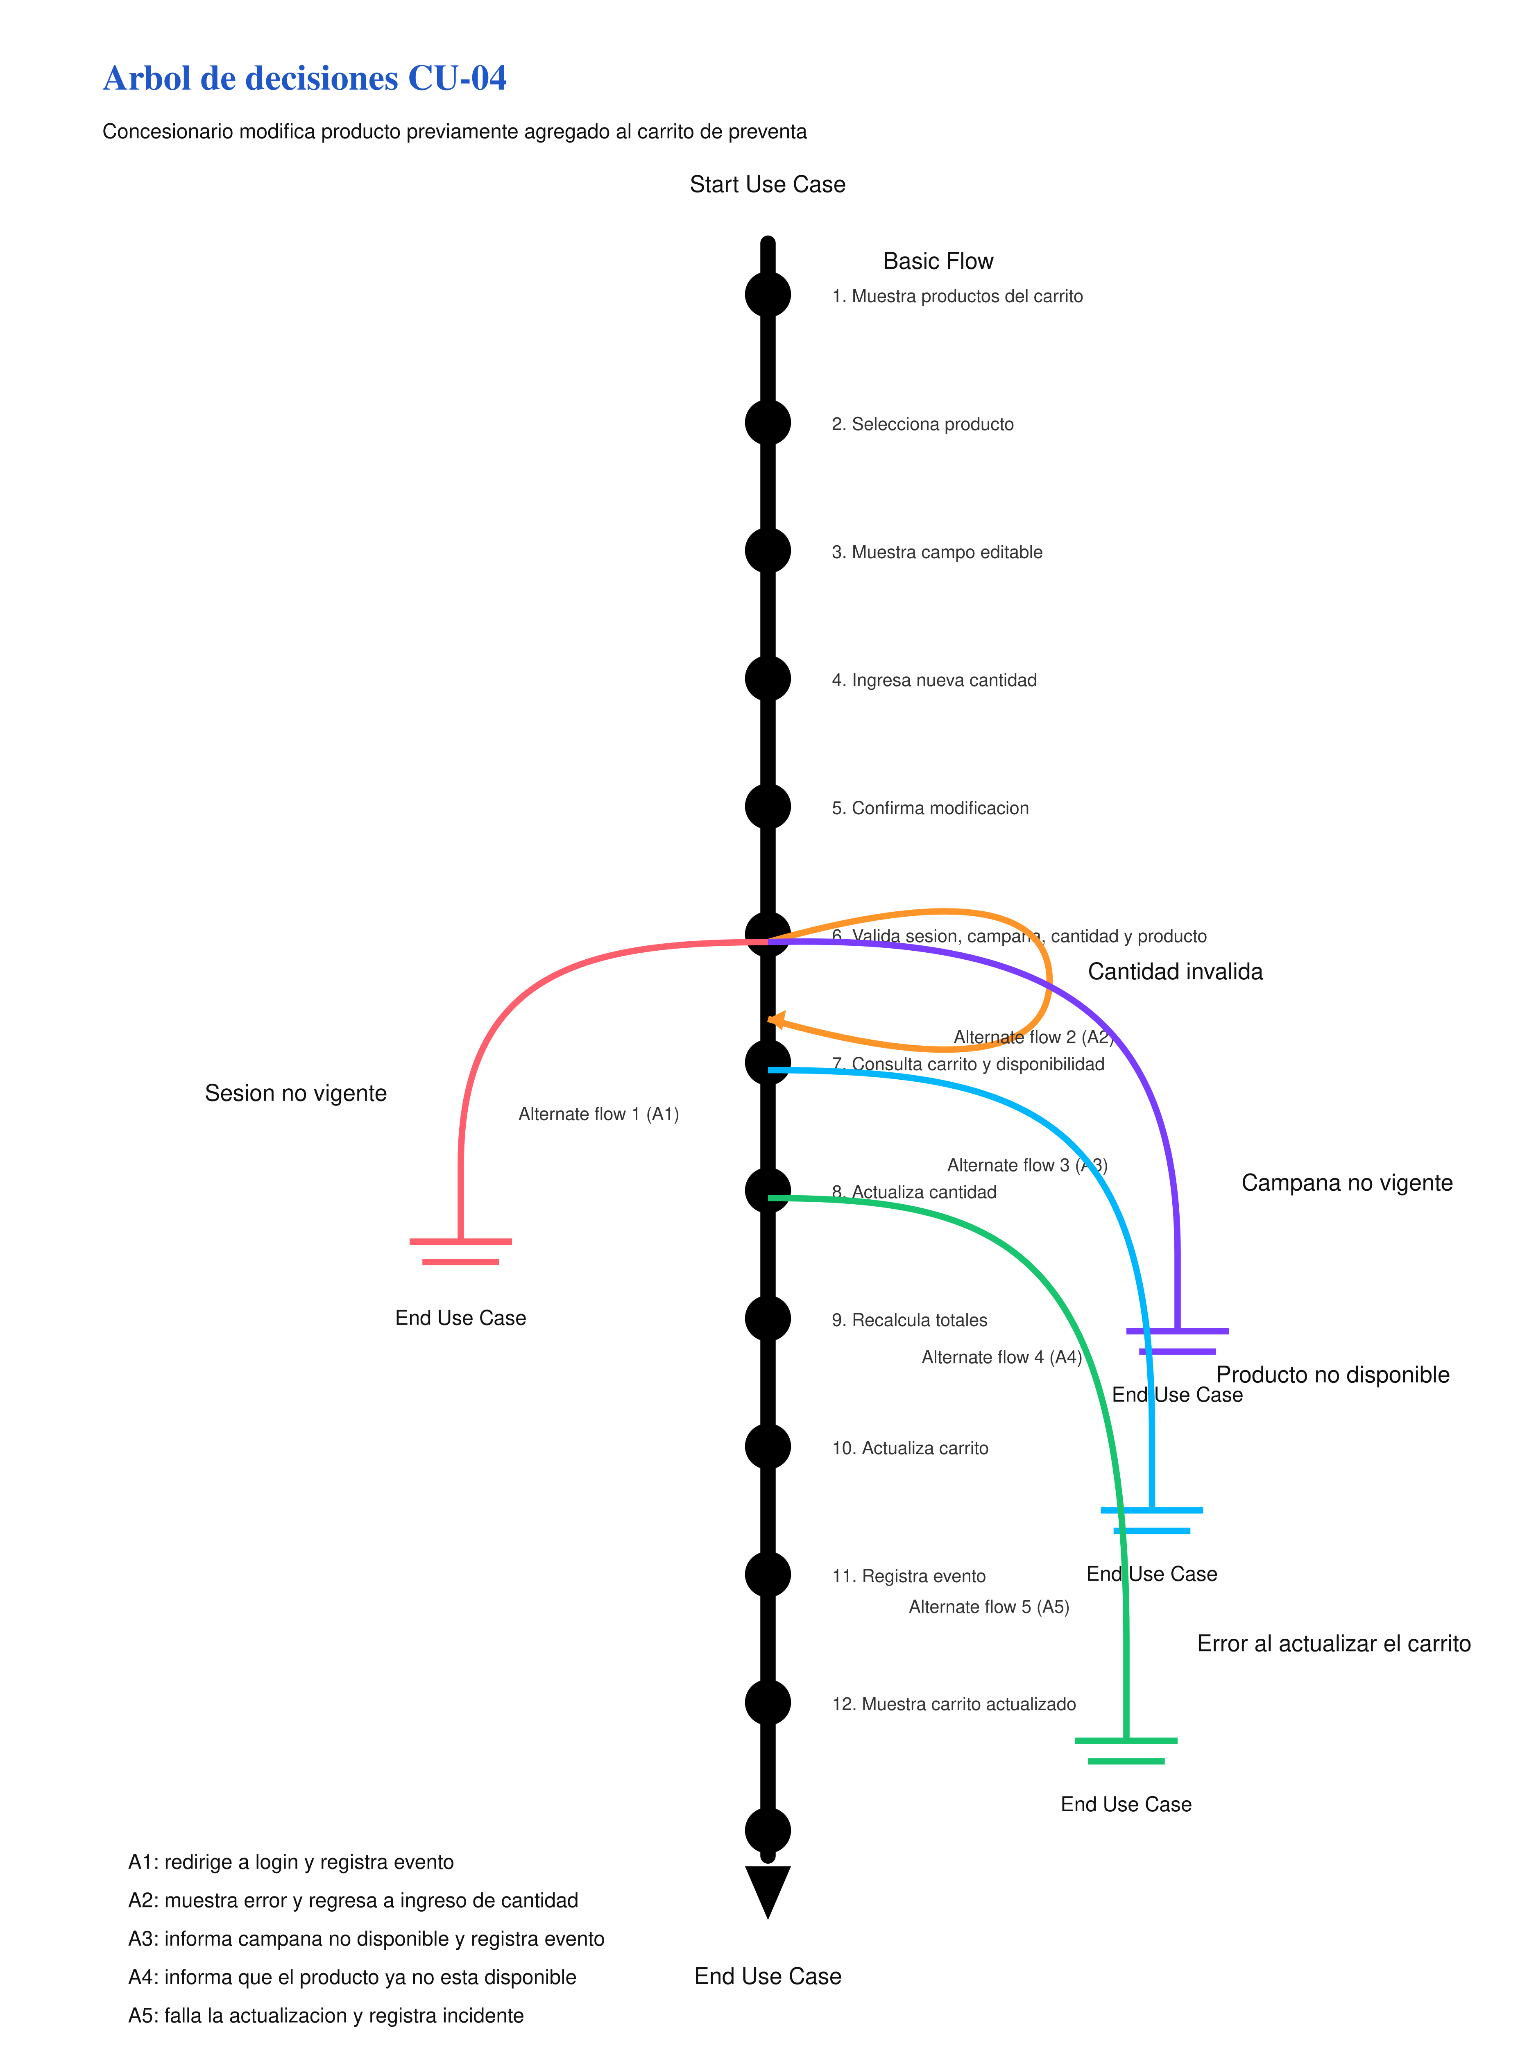 Arbol de decisiones CU-04
Concesionario modifica producto previamente agregado al carrito de preventa
Start Use Case
Basic Flow
1. Muestra productos del carrito
2. Selecciona producto
3. Muestra campo editable
4. Ingresa nueva cantidad
5. Confirma modificacion
6. Valida sesion, campana, cantidad y producto
Cantidad invalida
Alternate flow 2 (A2)
7. Consulta carrito y disponibilidad
Sesion no vigente
Alternate flow 1 (A1)
Alternate flow 3 (A3)
Campana no vigente
8. Actualiza cantidad
End Use Case
9. Recalcula totales
Alternate flow 4 (A4)
Producto no disponible
End Use Case
10. Actualiza carrito
11. Registra evento
End Use Case
Alternate flow 5 (A5)
Error al actualizar el carrito
12. Muestra carrito actualizado
End Use Case
A1: redirige a login y registra evento
A2: muestra error y regresa a ingreso de cantidad
A3: informa campana no disponible y registra evento
A4: informa que el producto ya no esta disponible
End Use Case
A5: falla la actualizacion y registra incidente